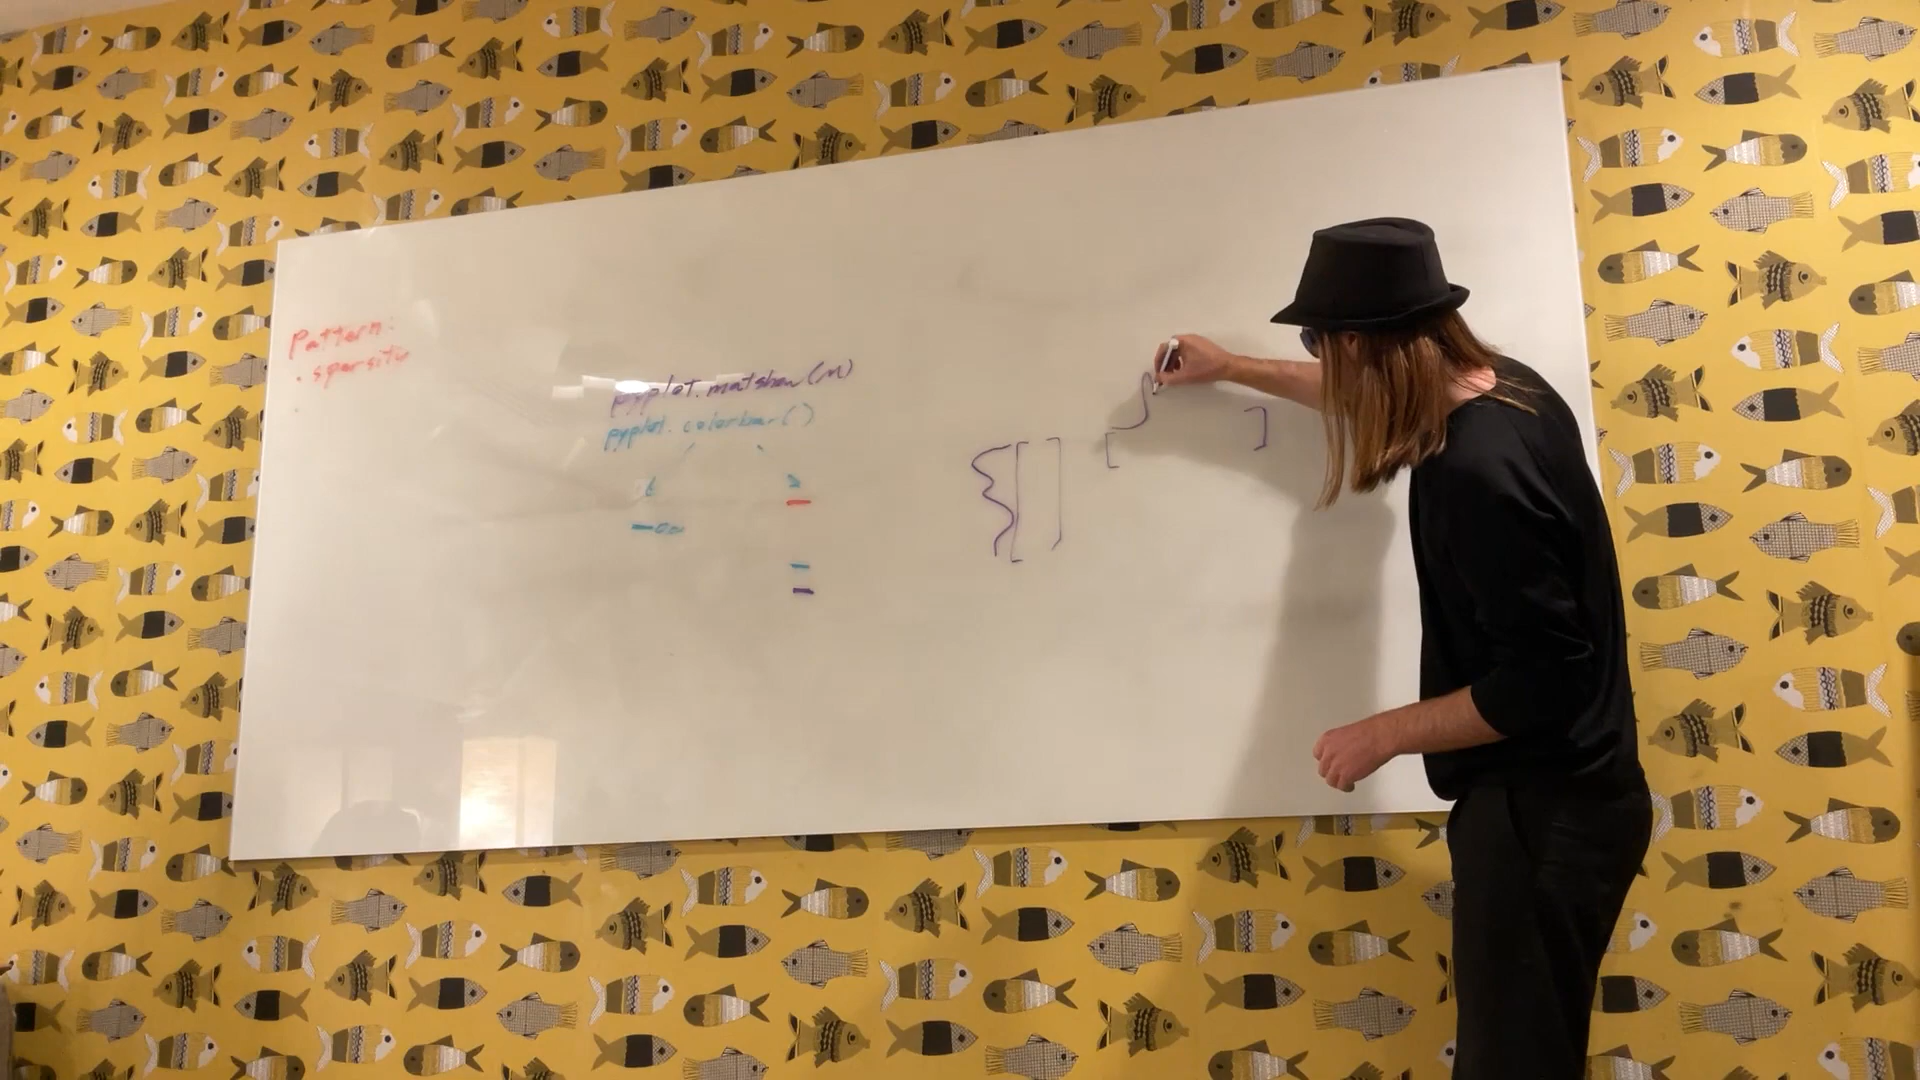 Pattern:
· sparsity
pyplot.matshow(M)
pyplot.colorbar()
[ ]
[ ]